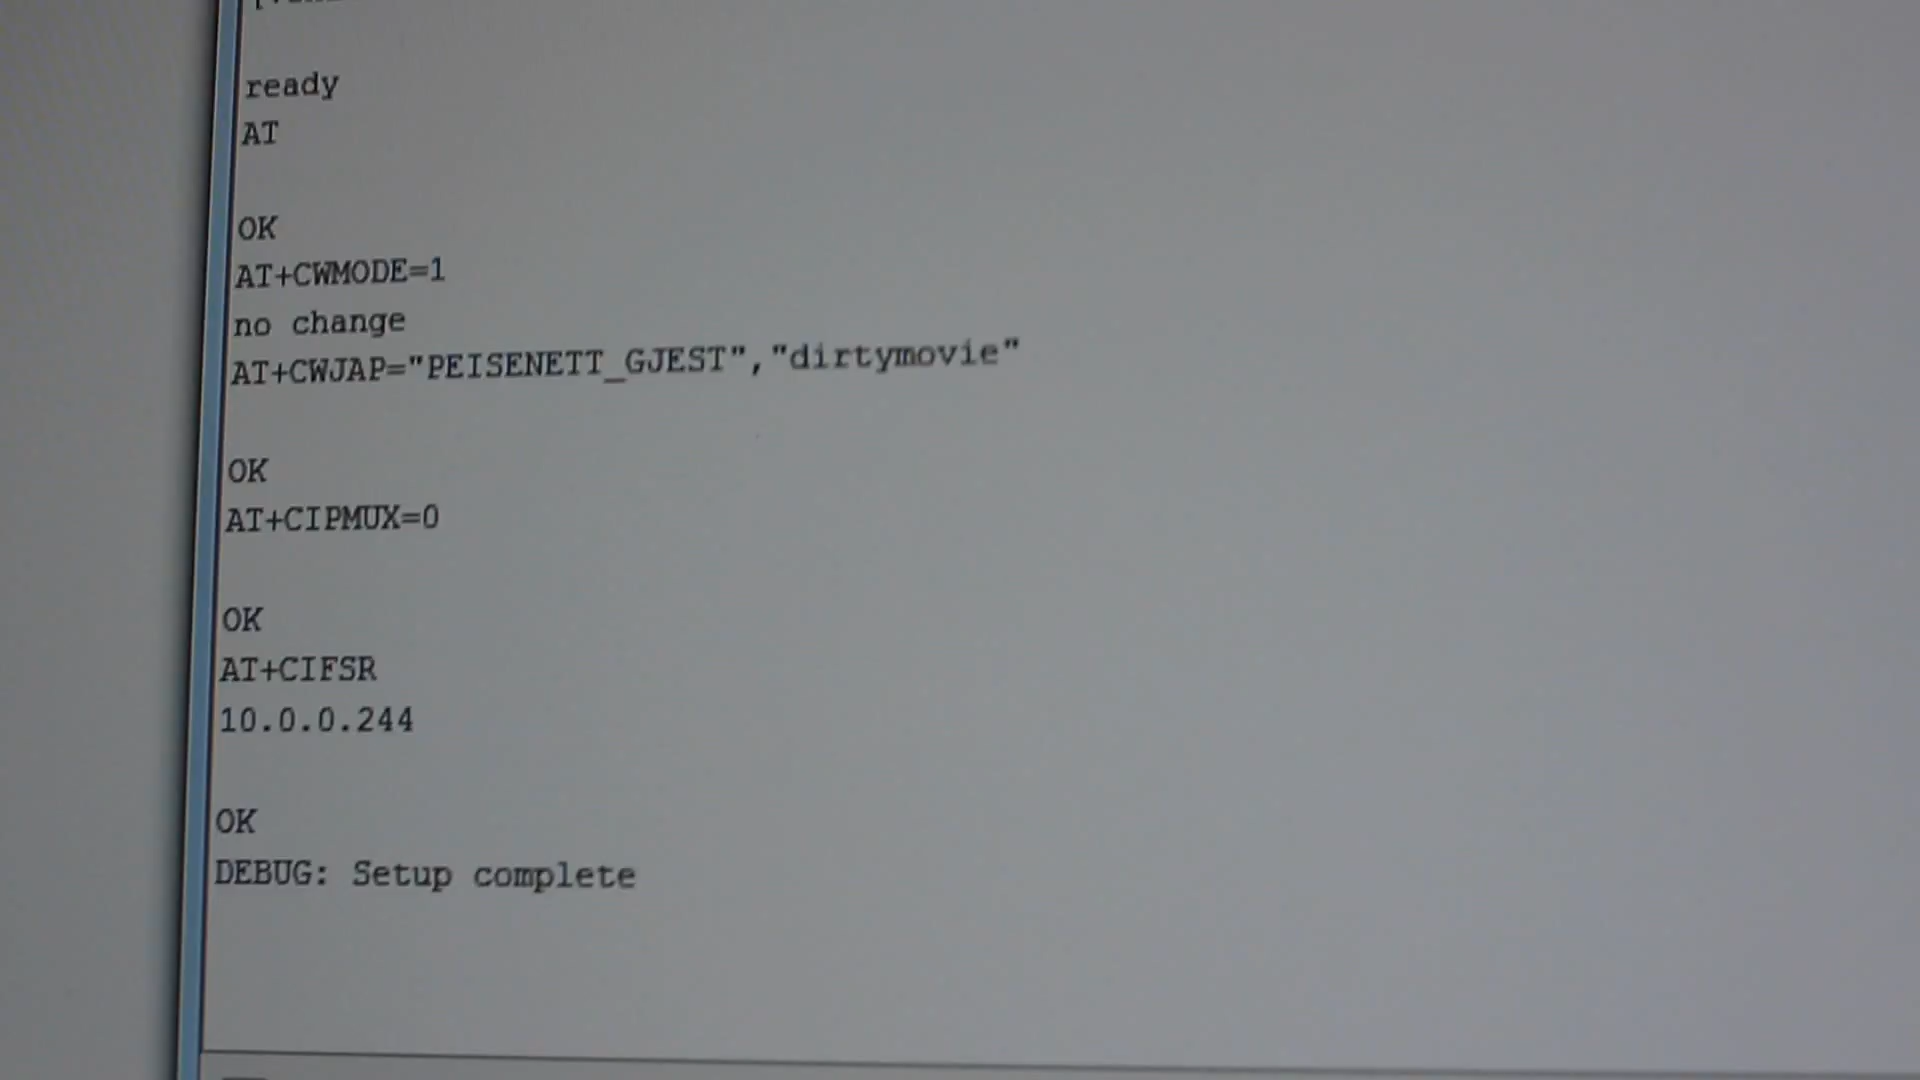 ready
AT
OK
AT+CWMODE=1
no change
AT+CWJAP="PEISENETT_GJEST","dirtymovie"
OK
AT+CIPMUX=0
OK
AT+CIFSR
10.0.0.244
OK
DEBUG: Setup complete